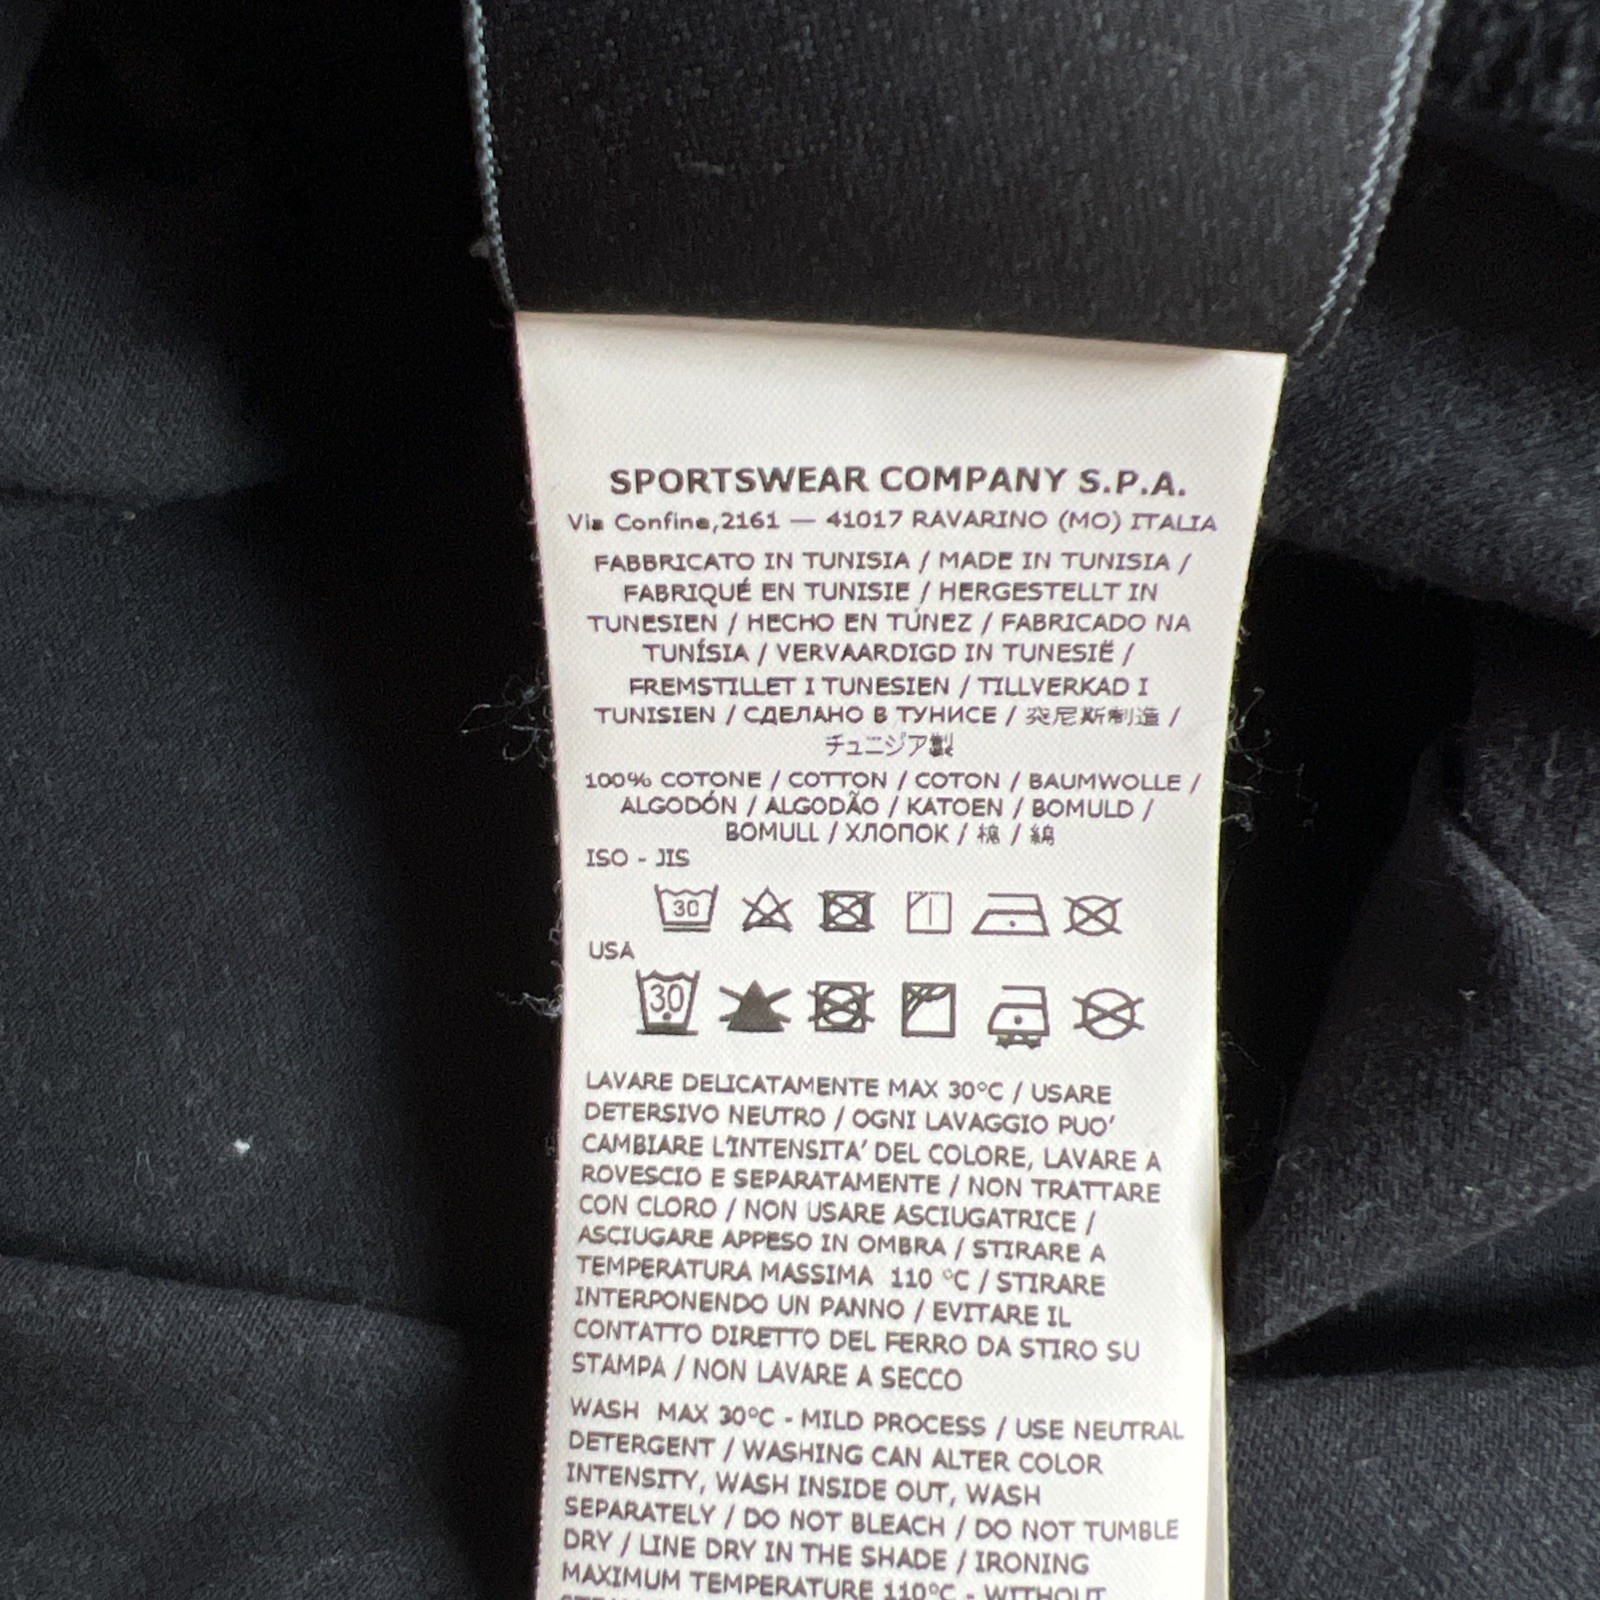 SPORTSWEAR COMPANY S.P.A.
Via Confine,2161 — 41017 RAVARINO (MO) ITALIA
FABBRICATO IN TUNISIA / MADE IN TUNISIA /
FABRIQUÉ EN TUNISIE / HERGESTELLT IN
TUNESIEN / HECHO EN TÚNEZ / FABRICADO NA
TUNÍSIA / VERVAARDIGD IN TUNESIË /
FREMSTILLET I TUNESIEN / TILLVERKAD I
TUNISIEN / СДЕЛАНО В ТУНИСЕ / 突尼斯制造 /
チュニジア製
100% COTONE / COTTON / COTON / BAUMWOLLE /
ALGODÓN / ALGODÃO / KATOEN / BOMULD /
BOMULL / ХЛОПОК / 棉 / 綿
ISO - JIS
30
USA
30
LAVARE DELICATAMENTE MAX 30°C / USARE
DETERSIVO NEUTRO / OGNI LAVAGGIO PUO'
CAMBIARE L'INTENSITA' DEL COLORE, LAVARE A
ROVESCIO E SEPARATAMENTE / NON TRATTARE
CON CLORO / NON USARE ASCIUGATRICE /
ASCIUGARE APPESO IN OMBRA / STIRARE A
TEMPERATURA MASSIMA 110 °C / STIRARE
INTERPONENDO UN PANNO / EVITARE IL
CONTATTO DIRETTO DEL FERRO DA STIRO SU
STAMPA / NON LAVARE A SECCO
WASH MAX 30°C - MILD PROCESS / USE NEUTRAL
DETERGENT / WASHING CAN ALTER COLOR
INTENSITY, WASH INSIDE OUT, WASH
SEPARATELY / DO NOT BLEACH / DO NOT TUMBLE
DRY / LINE DRY IN THE SHADE / IRONING
MAXIMUM TEMPERATURE 110°C - WITHOUT